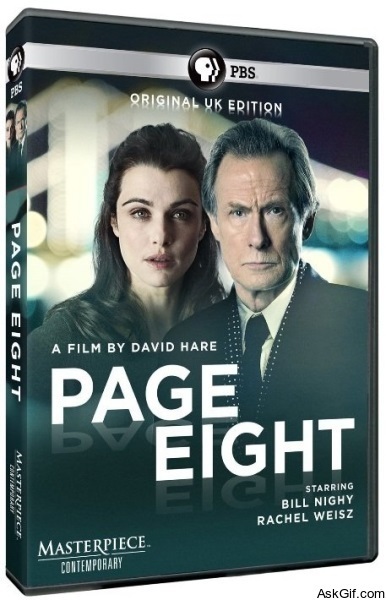 PBS
PBS
ORIGINAL UK EDITION
PAGE EIGHT
A FILM BY DAVID HARE
PAGE
EIGHT
STARRING
BILL NIGHY
RACHEL WEISZ
MASTERPIECE™
CONTEMPORARY
MASTERPIECE
CONTEMPORARY
AskGif.com